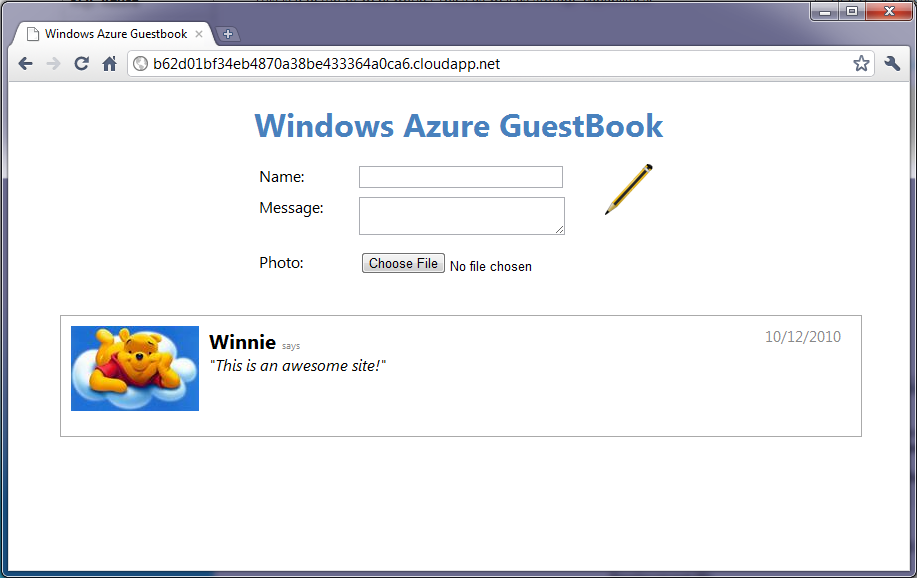 Windows Azure Guestbook
b62d01bf34eb4870a38be433364a0ca6.cloudapp.net
Windows Azure GuestBook
Name:
Message:
Photo: Choose File No file chosen
Winnie says 10/12/2010
"This is an awesome site!"